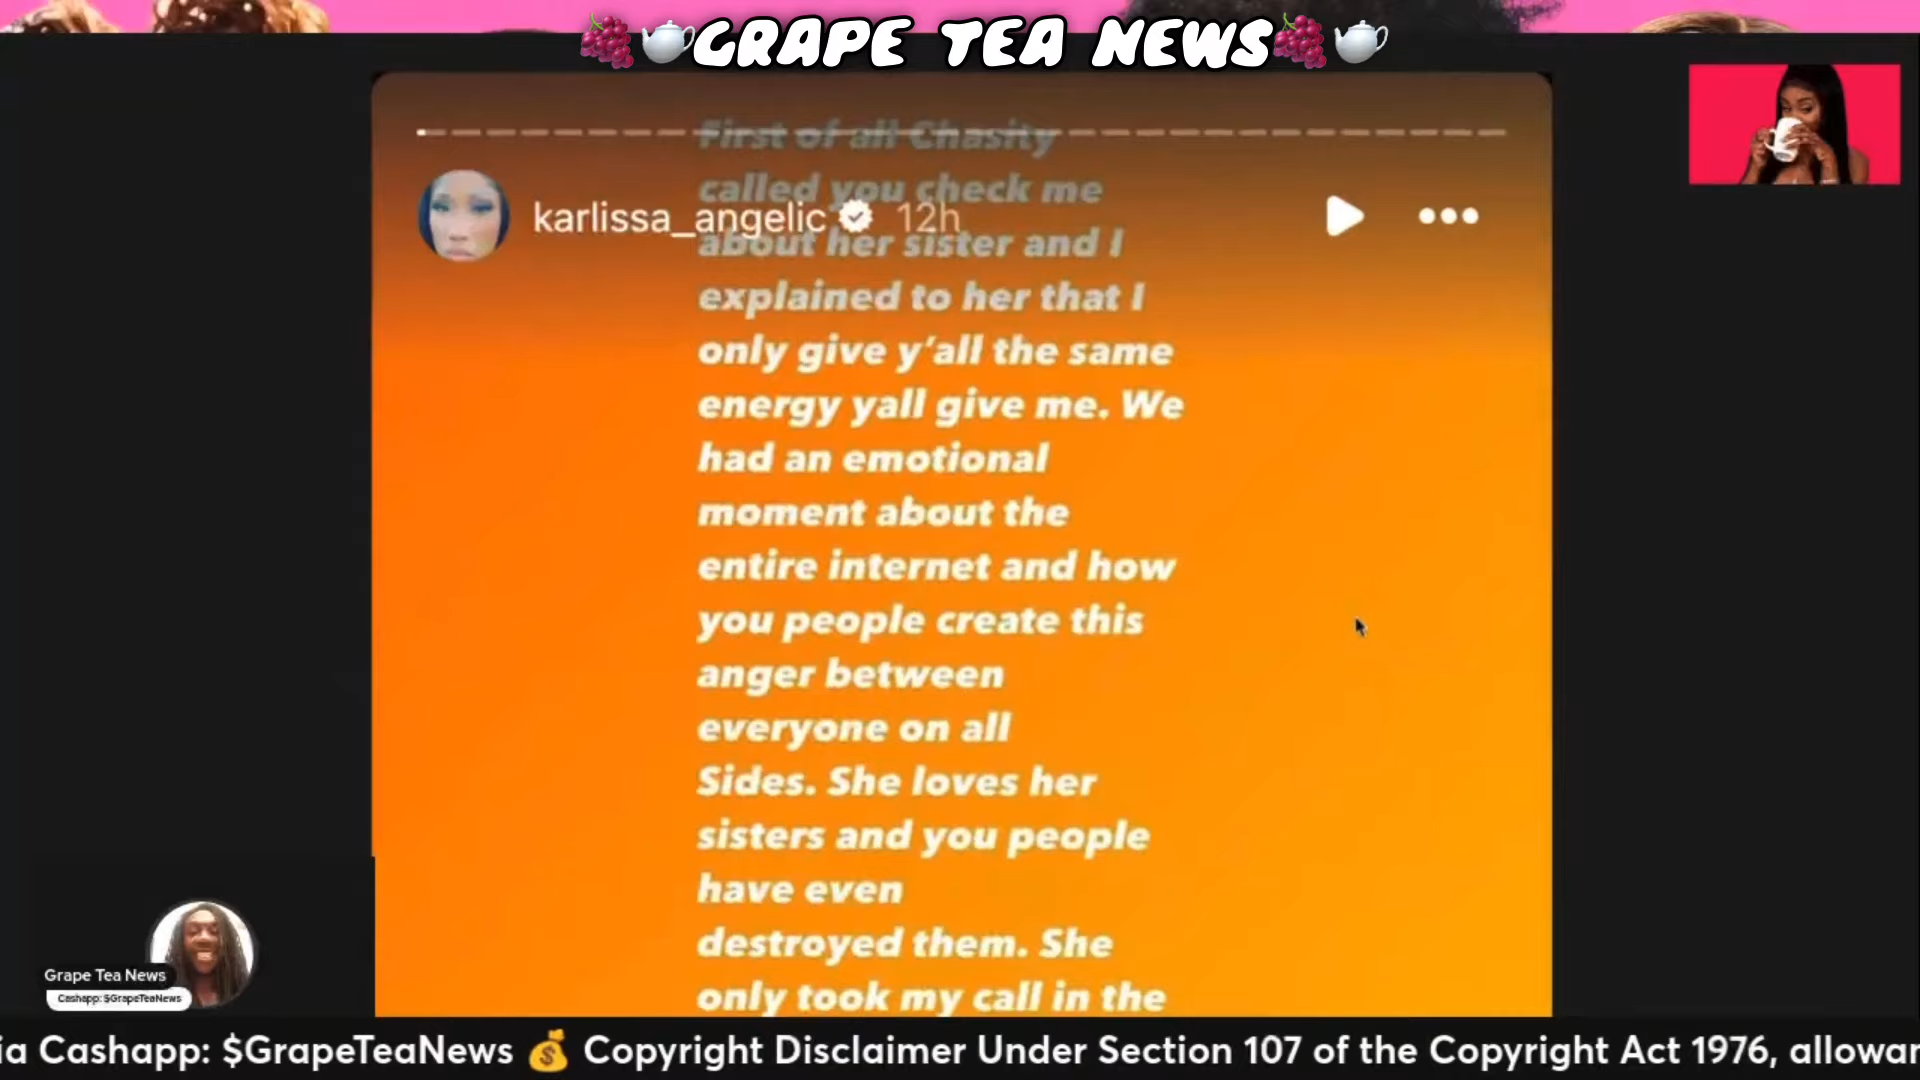 🍇🫖GRAPE TEA NEWS🍇🫖
First of all Chasity
called you check me
karlissa_angelic 12h
about her sister and I
explained to her that I
only give y’all the same
energy yall give me. We
had an emotional
moment about the
entire internet and how
you people create this
anger between
everyone on all
Sides. She loves her
sisters and you people
have even
destroyed them. She
only took my call in the
Grape Tea News
Cashapp: $GrapeTeaNews
ia Cashapp: $GrapeTeaNews 💰 Copyright Disclaimer Under Section 107 of the Copyright Act 1976, allowan